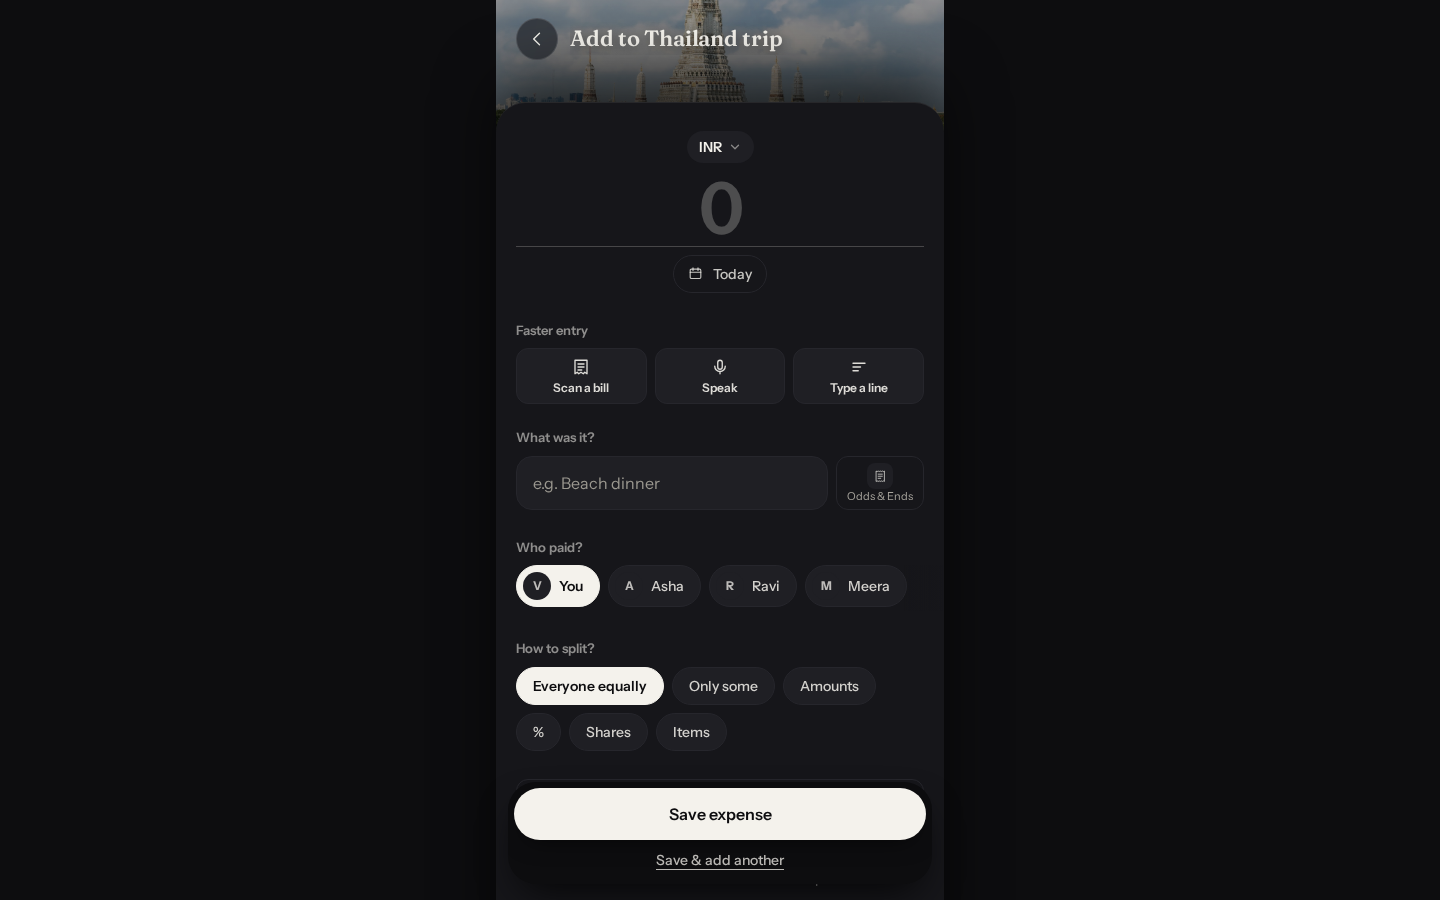 Add to Thailand trip
INR
0
Today
Faster entry
Scan a bill
Speak
Type a line
What was it?
e.g. Beach dinner
Odds & Ends
Who paid?
V You
A Asha
R Ravi
M Meera
How to split?
Everyone equally
Only some
Amounts
%
Shares
Items
Save expense
Save & add another